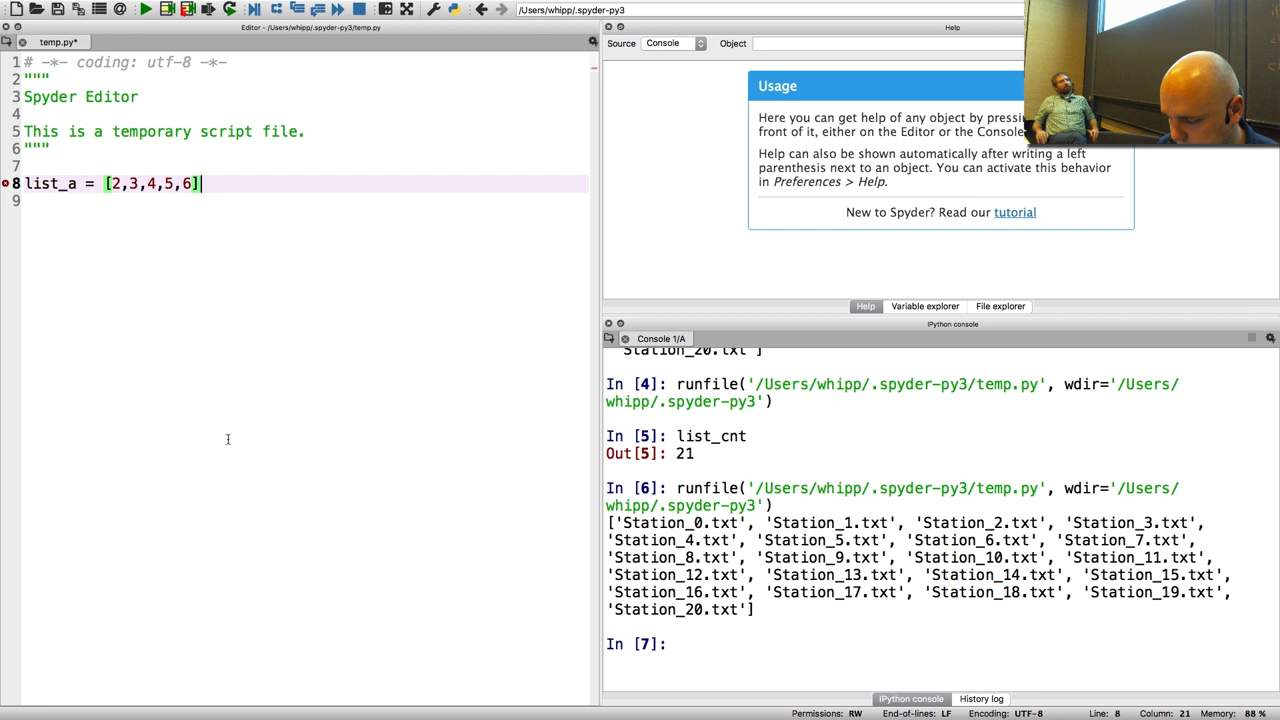 /Users/whipp/.spyder-py3
Editor - /Users/whipp/.spyder-py3/temp.py
Help
temp.py*
Source Console Object
1 # -*- coding: utf-8 -*-
2 """
3 Spyder Editor
4
5 This is a temporary script file.
6 """
7
8 list_a = [2,3,4,5,6]
9
Usage
Here you can get help of any object by pressi
front of it, either on the Editor or the Console
Help can also be shown automatically after writing a left
parenthesis next to an object. You can activate this behavior
in Preferences > Help.
New to Spyder? Read our tutorial
Help Variable explorer File explorer
IPython console
Console 1/A
'Station_20.txt']
In [4]: runfile('/Users/whipp/.spyder-py3/temp.py', wdir='/Users/
whipp/.spyder-py3')
In [5]: list_cnt
Out[5]: 21
In [6]: runfile('/Users/whipp/.spyder-py3/temp.py', wdir='/Users/
whipp/.spyder-py3')
['Station_0.txt', 'Station_1.txt', 'Station_2.txt', 'Station_3.txt',
'Station_4.txt', 'Station_5.txt', 'Station_6.txt', 'Station_7.txt',
'Station_8.txt', 'Station_9.txt', 'Station_10.txt', 'Station_11.txt',
'Station_12.txt', 'Station_13.txt', 'Station_14.txt', 'Station_15.txt',
'Station_16.txt', 'Station_17.txt', 'Station_18.txt', 'Station_19.txt',
'Station_20.txt']
In [7]:
IPython console History log
Permissions: RW End-of-lines: LF Encoding: UTF-8 Line: 8 Column: 21 Memory: 88 %